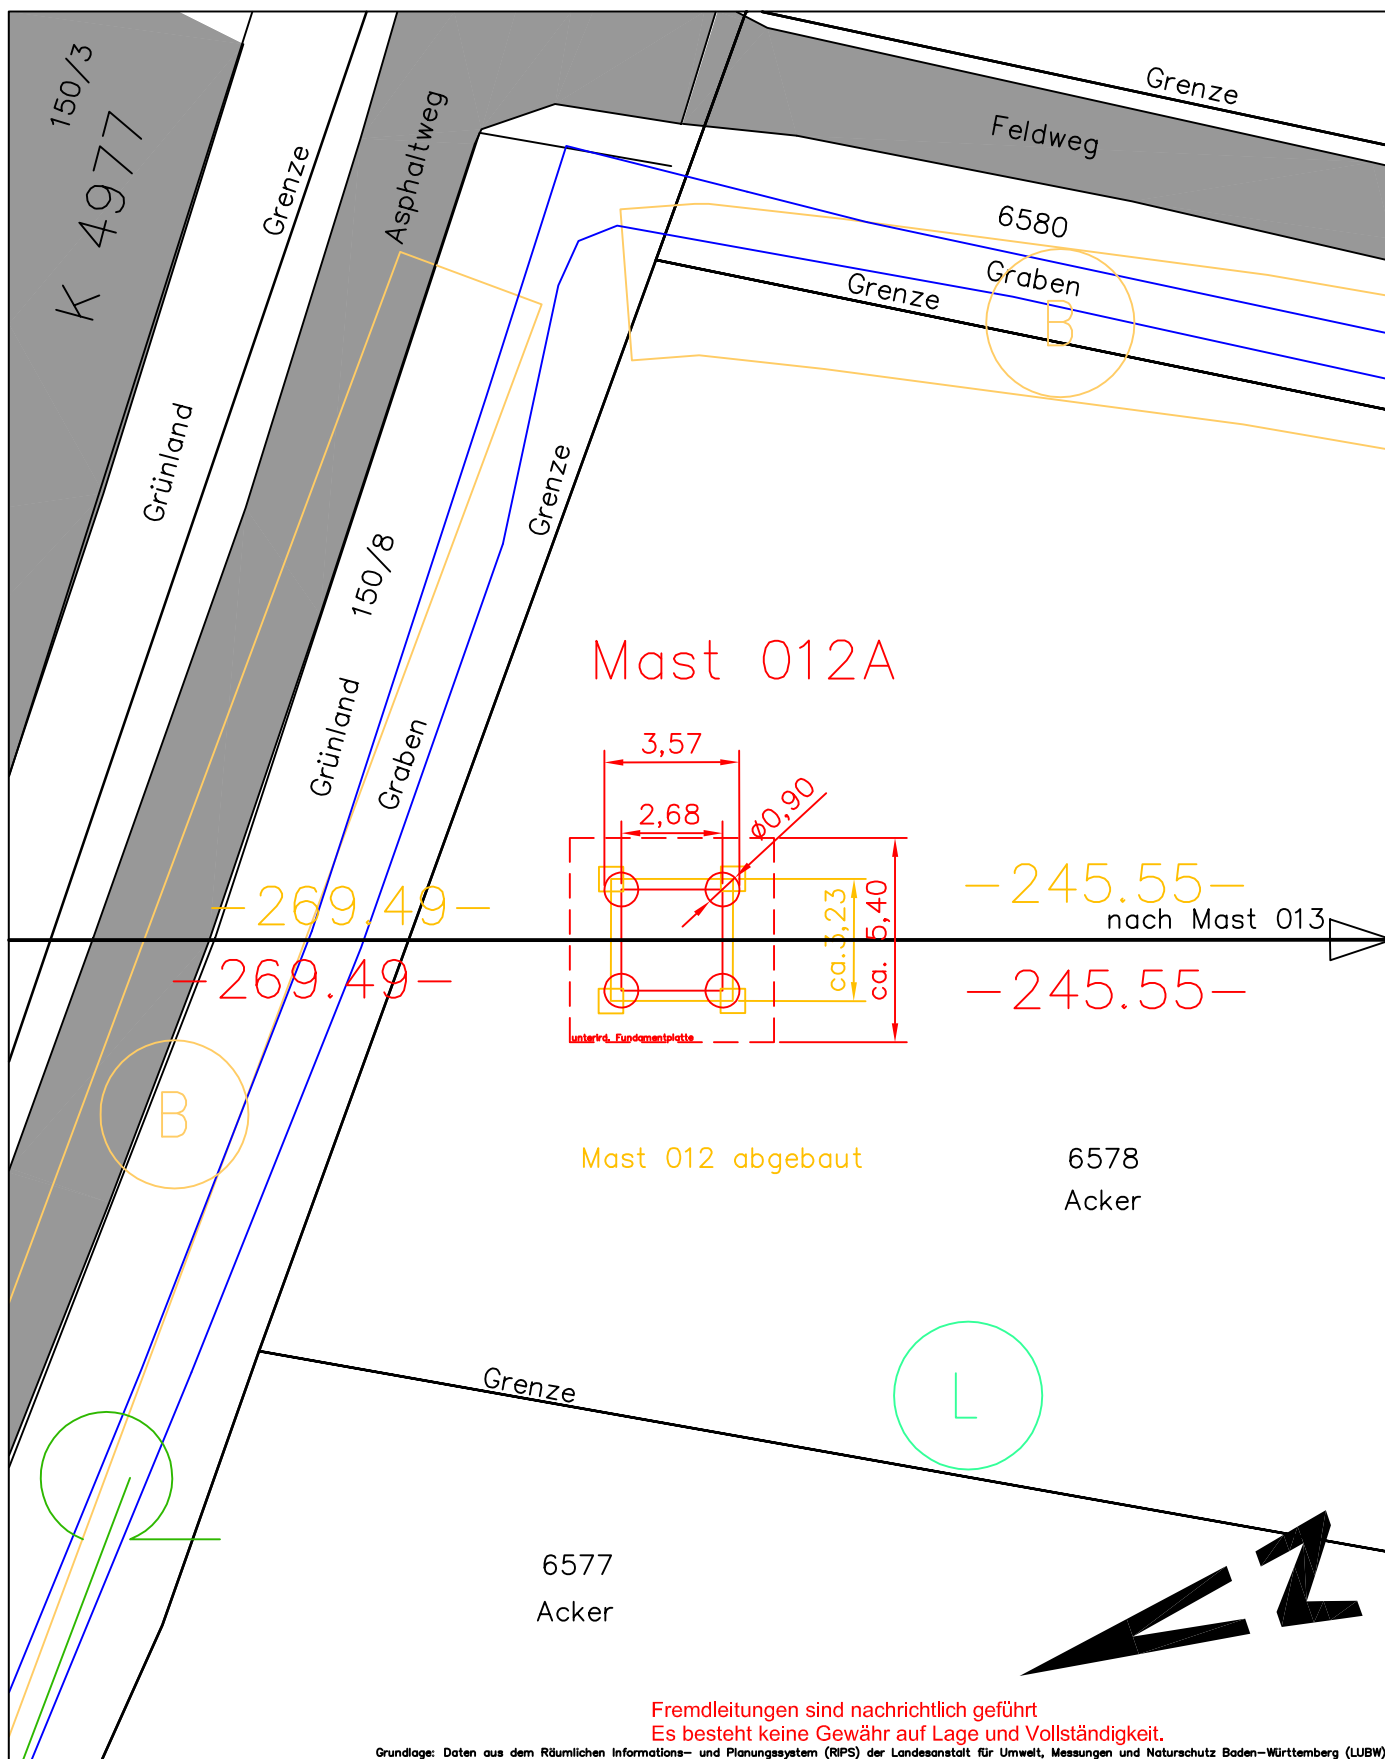 150/3
K 4977
Grenze
Asphaltweg
Grenze
Feldweg
6580
Graben
Grenze
B
Grünland
Grenze
150/8
Grünland
Graben
Mast 012A
3,57
2,68
ø0,90
ca.3,23
ca. 5,40
-269.49-
-245.55-
nach Mast 013
-269.49-
-245.55-
unterird. Fundamentplatte
B
Mast 012 abgebaut
6578
Acker
Grenze
L
6577
Acker
N
Fremdleitungen sind nachrichtlich geführt
Es besteht keine Gewähr auf Lage und Vollständigkeit.
Grundlage: Daten aus dem Räumlichen Informations- und Planungssystem (RIPS) der Landesanstalt für Umwelt, Messungen und Naturschutz Baden-Württemberg (LUBW)